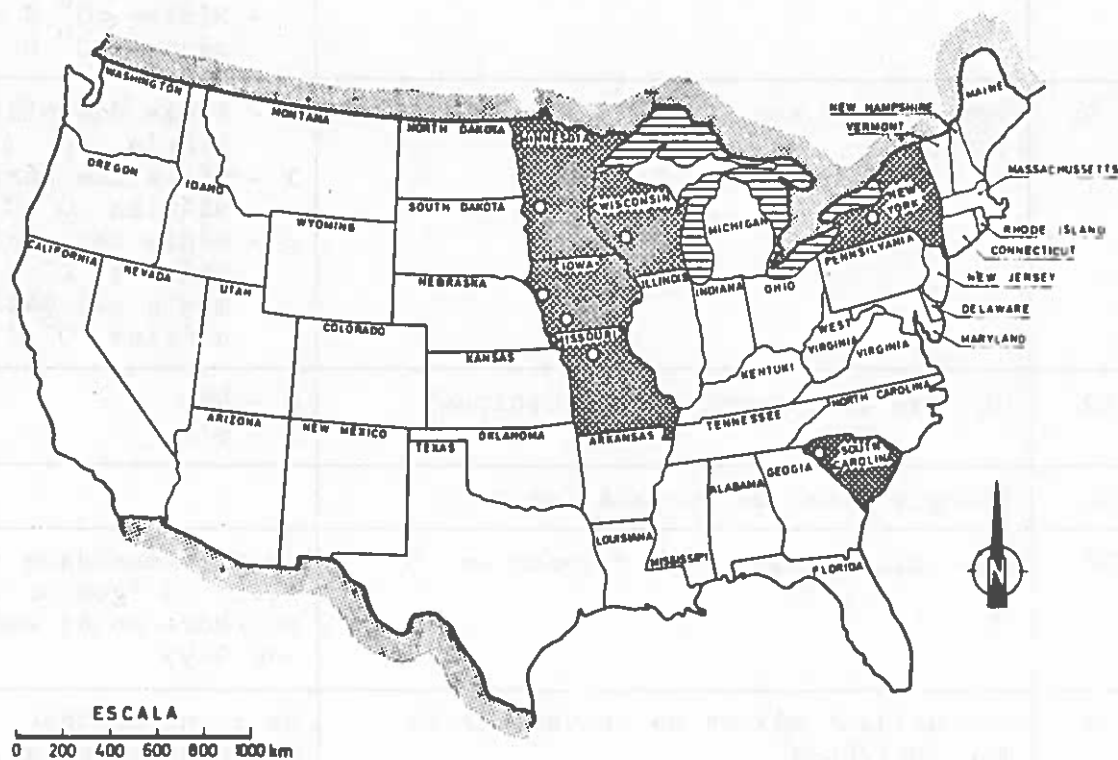 WASHINGTON
MONTANA
NORTH DAKOTA
MINNESOTA
MAINE
NEW HAMPSHIRE
VERMONT
MASSACHUSSETTS
OREGON
IDAHO
SOUTH DAKOTA
WISCONSIN
MICHIGAN
NEW
YORK
RHODE ISLAND
CONNECTICUT
WYOMING
CALIFORNIA
NEVADA
UTAH
NEBRASKA
IOWA
ILLINOIS
INDIANA
OHIO
PENNSYLVANIA
NEW JERSEY
DELAWARE
MARYLAND
COLORADO
KANSAS
MISSOURI
WEST
VIRGINIA
VIRGINIA
KENTUKI
NORTH CAROLINA
TENNESSEE
ARIZONA
NEW MÉXICO
TEXAS
OKLAHOMA
ARKANSAS
SOUTH
CAROLINA
GEORGIA
ALABAMA
LOUISIANA
MISSISSIPI
FLORIDA
N
ESCALA
0 200 400 600 800 1000 km